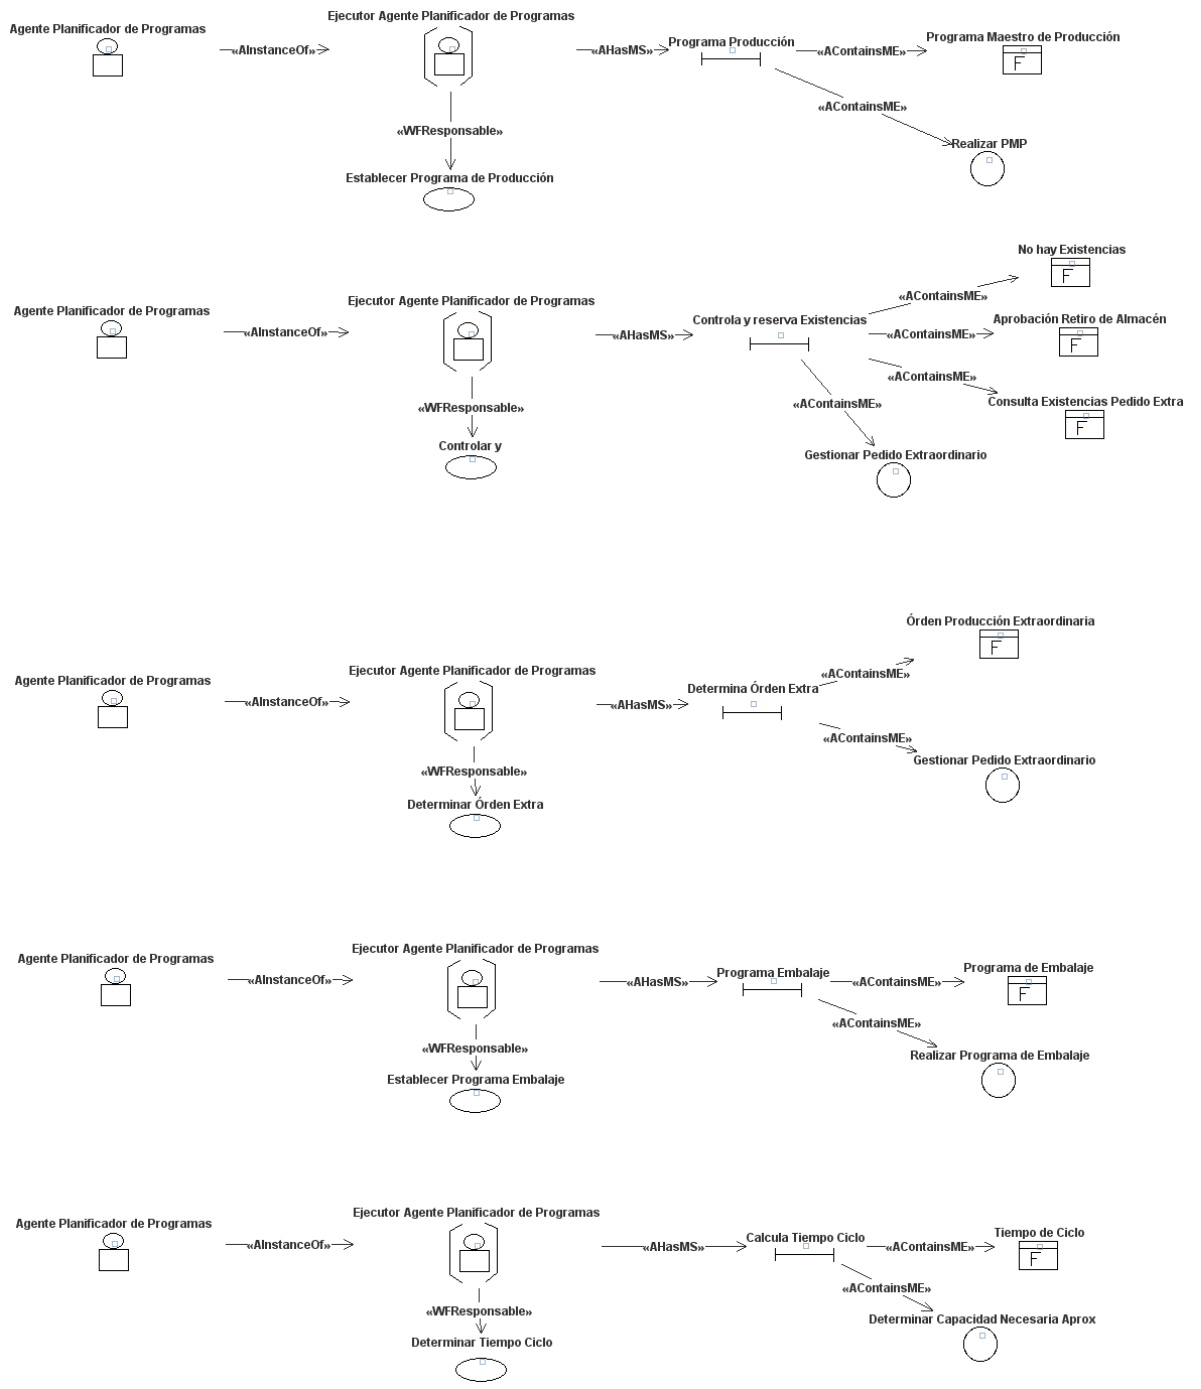 Agente Planificador de Programas
«AInstanceOf»
Ejecutor Agente Planificador de Programas
«AHasMS»
Programa Producción
«AContainsME»
Programa Maestro de Producción
F
«AContainsME»
Realizar PMP
«WFResponsable»
Establecer Programa de Producción
Agente Planificador de Programas
«AInstanceOf»
Ejecutor Agente Planificador de Programas
«AHasMS»
Controla y reserva Existencias
«AContainsME»
No hay Existencias
F
«AContainsME»
Aprobación Retiro de Almacén
F
«AContainsME»
Consulta Existencias Pedido Extra
F
«AContainsME»
Gestionar Pedido Extraordinario
«WFResponsable»
Controlar y
Agente Planificador de Programas
«AInstanceOf»
Ejecutor Agente Planificador de Programas
«AHasMS»
Determina Órden Extra
«AContainsME»
Órden Producción Extraordinaria
F
«AContainsME»
Gestionar Pedido Extraordinario
«WFResponsable»
Determinar Órden Extra
Agente Planificador de Programas
«AInstanceOf»
Ejecutor Agente Planificador de Programas
«AHasMS»
Programa Embalaje
«AContainsME»
Programa de Embalaje
F
«AContainsME»
Realizar Programa de Embalaje
«WFResponsable»
Establecer Programa Embalaje
Agente Planificador de Programas
«AInstanceOf»
Ejecutor Agente Planificador de Programas
«AHasMS»
Calcula Tiempo Ciclo
«AContainsME»
Tiempo de Ciclo
F
«AContainsME»
Determinar Capacidad Necesaria Aprox
«WFResponsable»
Determinar Tiempo Ciclo